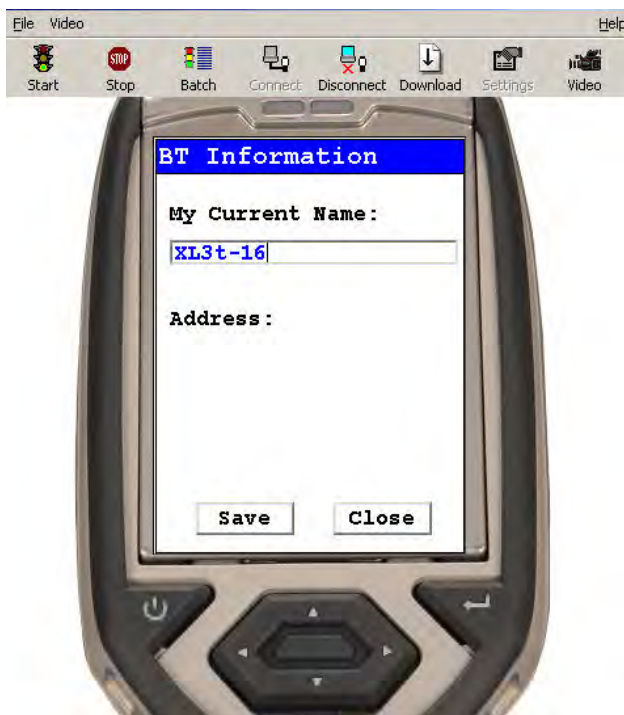 File Video Help
STOP
Start Stop Batch Connect Disconnect Download Settings Video
BT Information
My Current Name:
XL3t-16
Address:
Save Close